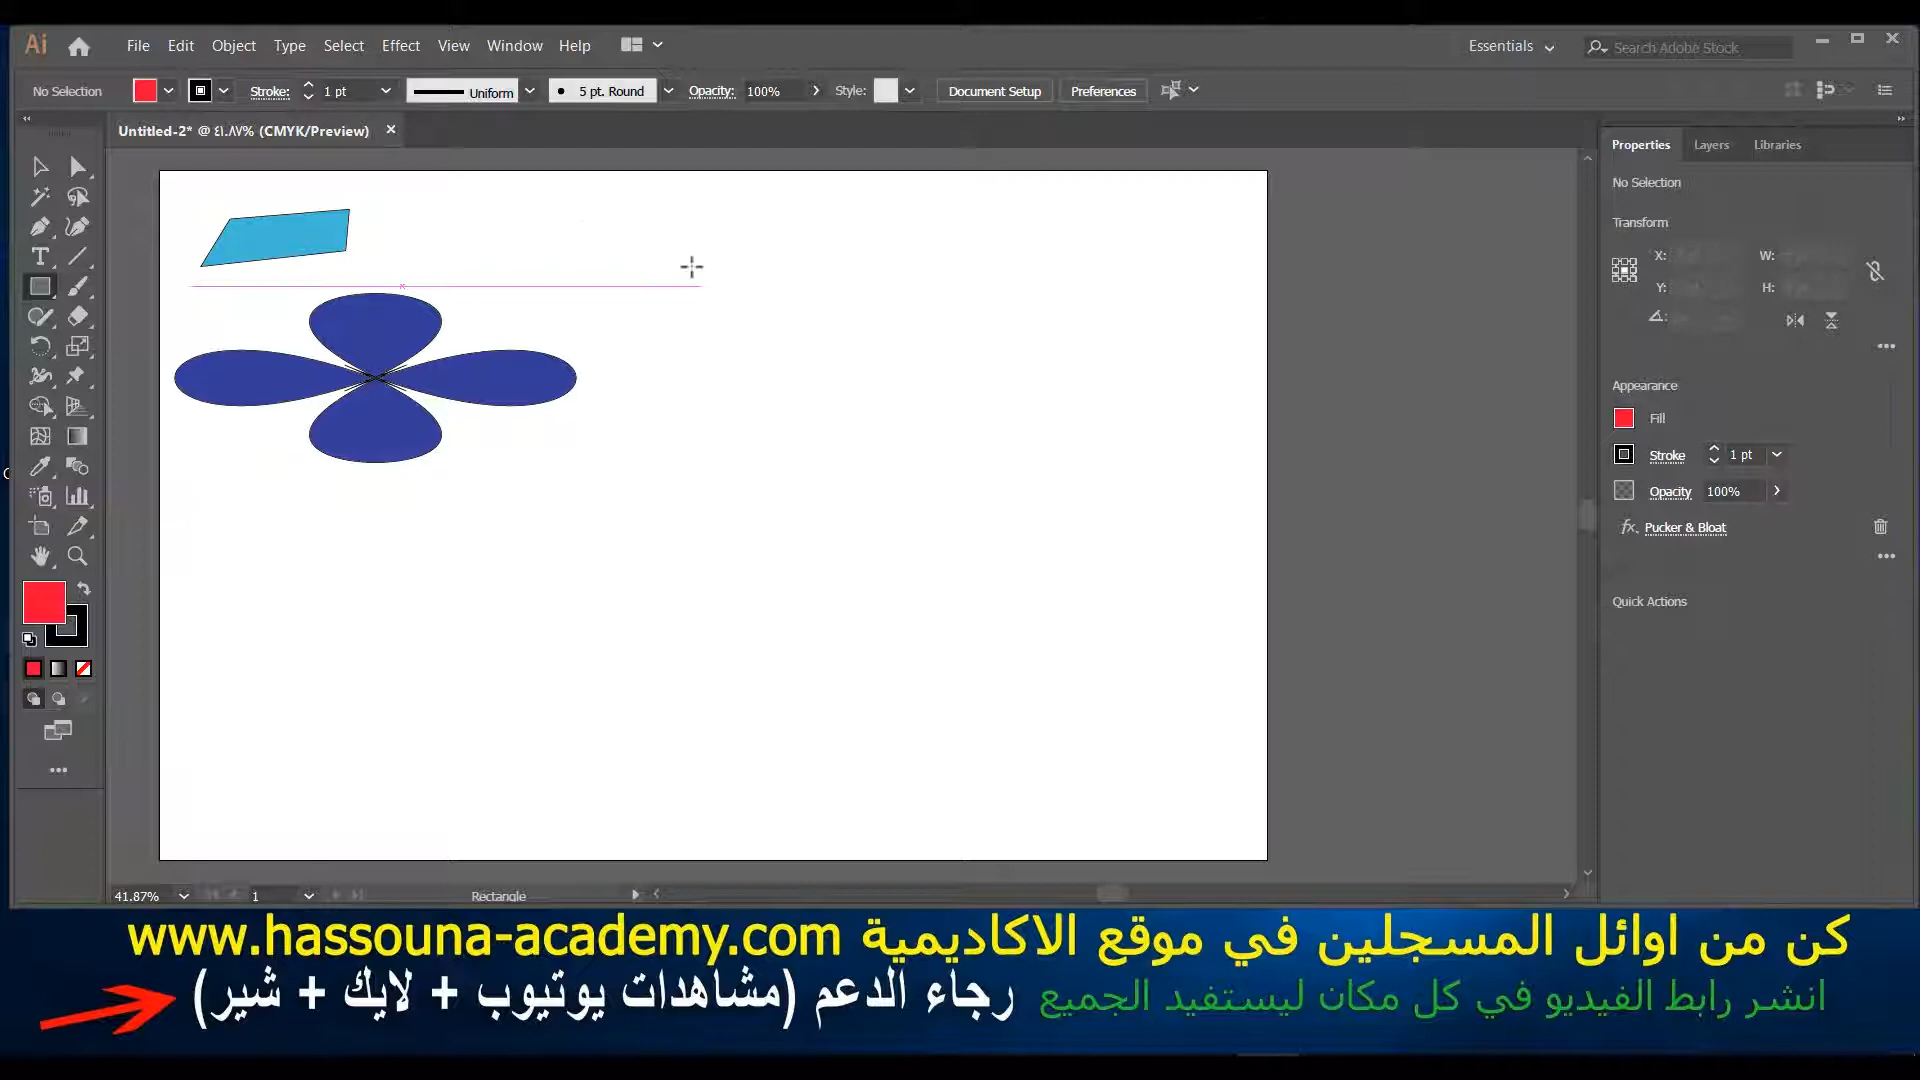 Ai File Edit Object Type Select Effect View Window Help Essentials Search Adobe Stock
No Selection Stroke: 1 pt Uniform 5 pt. Round Opacity: 100% Style: Document Setup Preferences
Untitled-2* @ ٤١.٨٧% (CMYK/Preview)
Properties Layers Libraries
No Selection
Transform
X: W:
Y: H:
Appearance
Fill
Stroke 1 pt
Opacity 100%
fx Pucker & Bloat
Quick Actions
41.87% 1 Rectangle
كن من اوائل المسجلين في موقع الاكاديمية www.hassouna-academy.com
انشر رابط الفيديو في كل مكان ليستفيد الجميع رجاء الدعم (مشاهدات يوتيوب + لايك + شير)